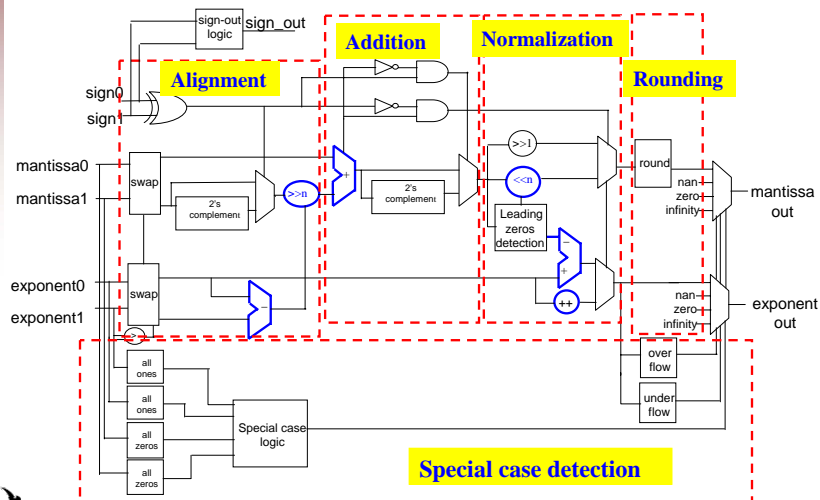 sign-out
logic
sign_out
Addition
Normalization
Alignment
Rounding
sign0
sign1
mantissa0
mantissa1
swap
2's
complement
>>n
+
2's
complement
>>1
<<n
Leading
zeros
detection
round
nan
zero
infinity
mantissa
out
exponent0
exponent1
swap
>
-
-
+
++
nan
zero
infinity
exponent
out
over
flow
under
flow
all
ones
all
ones
all
zeros
all
zeros
Special case
logic
Special case detection